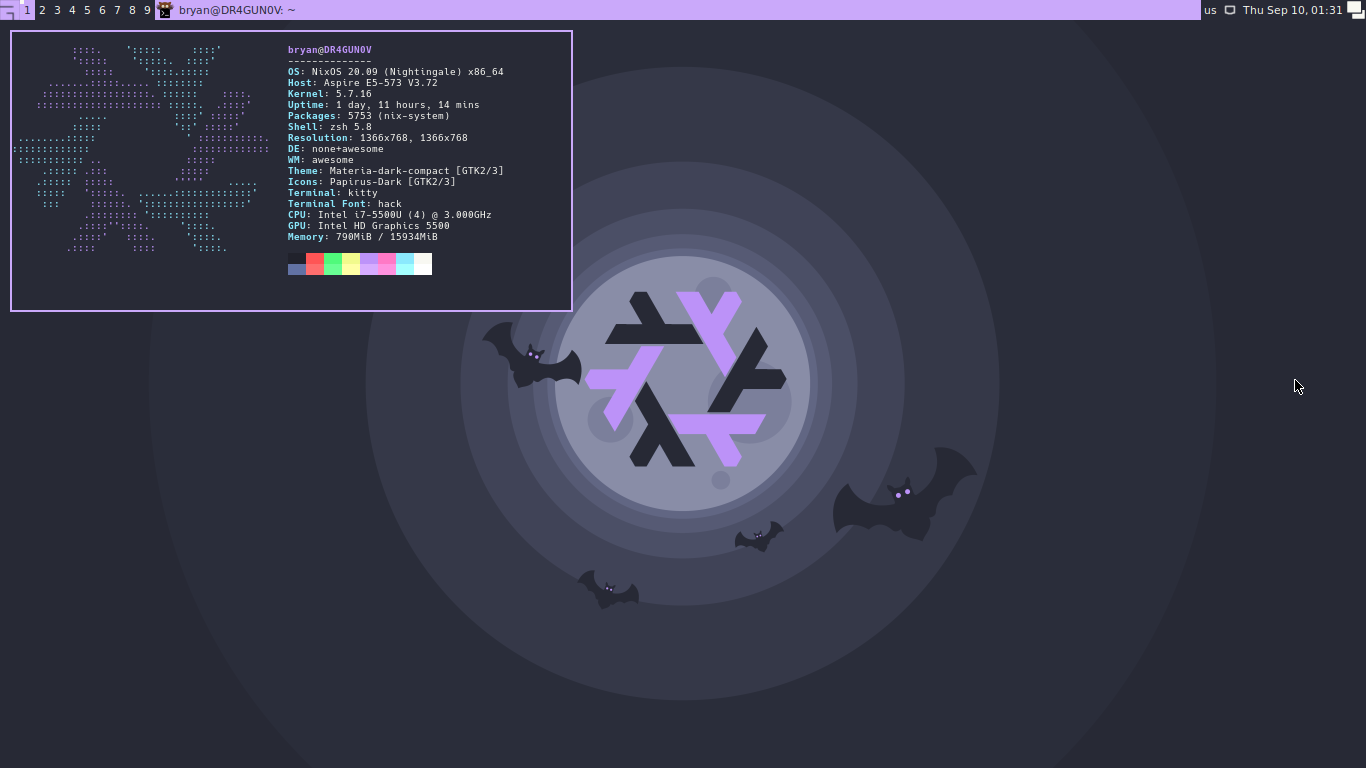 1 2 3 4 5 6 7 8 9 bryan@DR4GUN0V: ~ us Thu Sep 10, 01:31
bryan@DR4GUN0V
--------------
OS: NixOS 20.09 (Nightingale) x86_64
Host: Aspire E5-573 V3.72
Kernel: 5.7.16
Uptime: 1 day, 11 hours, 14 mins
Packages: 5753 (nix-system)
Shell: zsh 5.8
Resolution: 1366x768, 1366x768
DE: none+awesome
WM: awesome
Theme: Materia-dark-compact [GTK2/3]
Icons: Papirus-Dark [GTK2/3]
Terminal: kitty
Terminal Font: hack
CPU: Intel i7-5500U (4) @ 3.000GHz
GPU: Intel HD Graphics 5500
Memory: 790MiB / 15934MiB